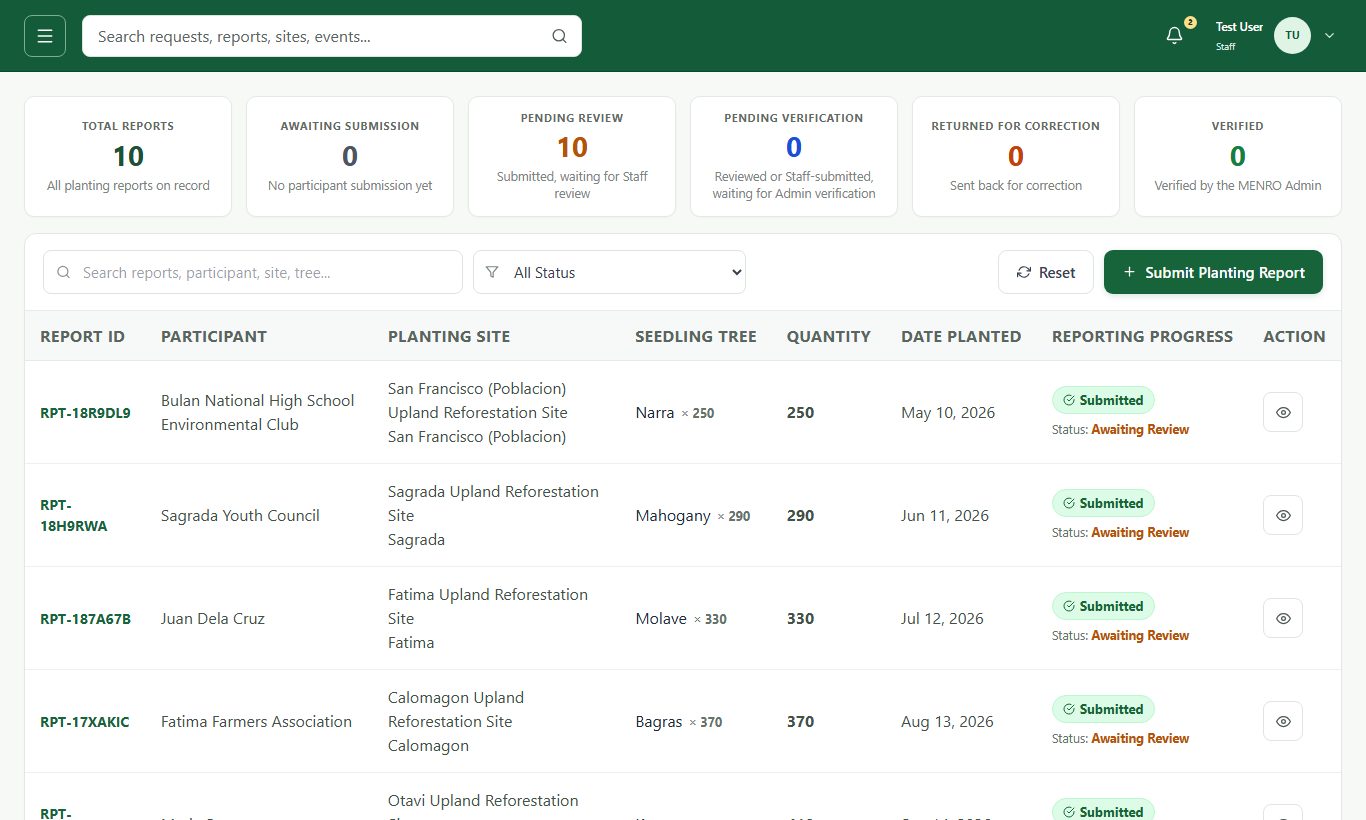 Search requests, reports, sites, events...
2
Test User
Staff
TU
TOTAL REPORTS
10
All planting reports on record
AWAITING SUBMISSION
0
No participant submission yet
PENDING REVIEW
10
Submitted, waiting for Staff
review
PENDING VERIFICATION
0
Reviewed or Staff-submitted,
waiting for Admin verification
RETURNED FOR CORRECTION
0
Sent back for correction
VERIFIED
0
Verified by the MENRO Admin
Search reports, participant, site, tree...
All Status
Reset
+ Submit Planting Report
REPORT ID PARTICIPANT PLANTING SITE SEEDLING TREE QUANTITY DATE PLANTED REPORTING PROGRESS ACTION
RPT-18R9DL9
Bulan National High School
Environmental Club
San Francisco (Poblacion)
Upland Reforestation Site
San Francisco (Poblacion)
Narra × 250
250
May 10, 2026
Submitted
Status: Awaiting Review
RPT-
18H9RWA
Sagrada Youth Council
Sagrada Upland Reforestation
Site
Sagrada
Mahogany × 290
290
Jun 11, 2026
Submitted
Status: Awaiting Review
RPT-187A67B
Juan Dela Cruz
Fatima Upland Reforestation
Site
Fatima
Molave × 330
330
Jul 12, 2026
Submitted
Status: Awaiting Review
RPT-17XAKIC
Fatima Farmers Association
Calomagon Upland
Reforestation Site
Calomagon
Bagras × 370
370
Aug 13, 2026
Submitted
Status: Awaiting Review
RPT-
Otavi Upland Reforestation
Submitted